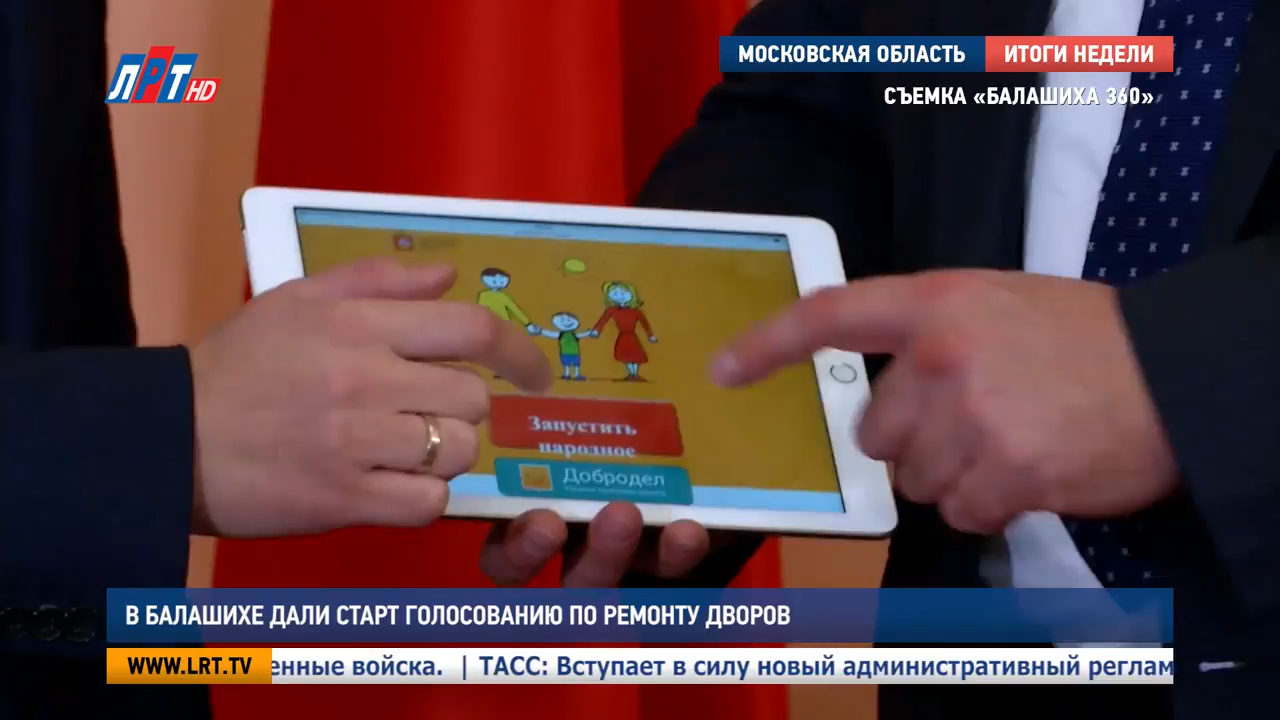 ЛРТ HD
МОСКОВСКАЯ ОБЛАСТЬ ИТОГИ НЕДЕЛИ
СЪЕМКА «БАЛАШИХА 360»
Запустить
народное
Добродел
В БАЛАШИХЕ ДАЛИ СТАРТ ГОЛОСОВАНИЮ ПО РЕМОНТУ ДВОРОВ
WWW.LRT.TV енные войска. | ТАСС: Вступает в силу новый административный реглам